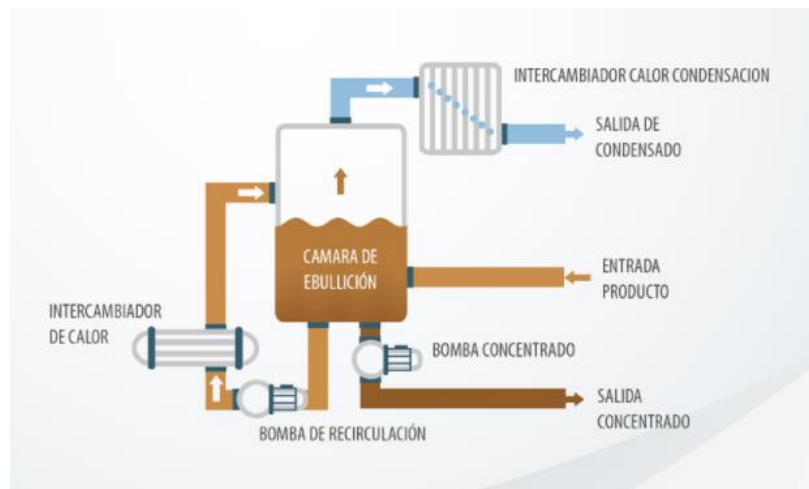 INTERCAMBIADOR CALOR CONDENSACION
SALIDA DE
CONDENSADO
CAMARA DE
EBULLICIÓN
ENTRADA
PRODUCTO
INTERCAMBIADOR
DE CALOR
BOMBA CONCENTRADO
SALIDA
CONCENTRADO
BOMBA DE RECIRCULACIÓN